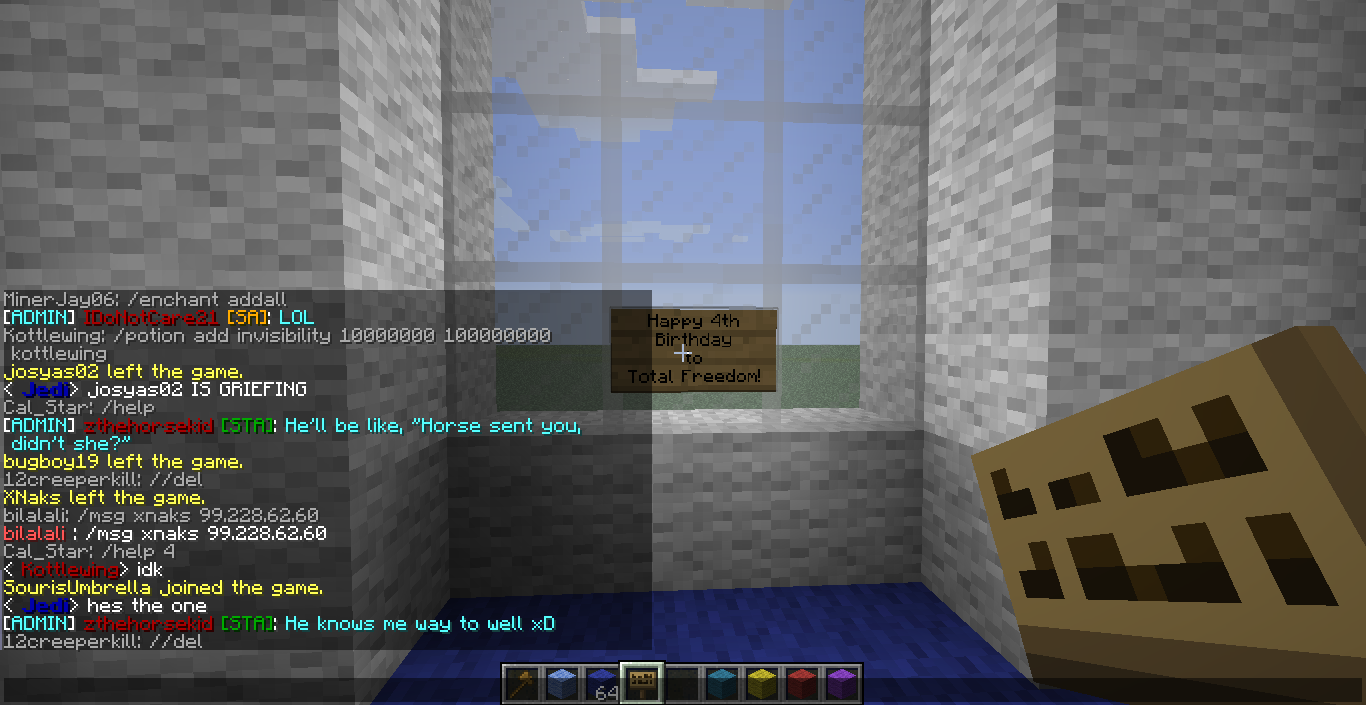 MinerJay06: /enchant addall
[ADMIN] IDoNotCare21 [SA]: LOL
Kottlewing: /potion add invisibility 10000000 100000000
kottlewing
josyas02 left the game.
< Jedi> josyas02 IS GRIEFING
Cal_Star: /help
[ADMIN] zthehorsekid [STA]: He'll be like, "Horse sent you,
didn't she?"
bugboy19 left the game.
12creeperkill: //del
XNaks left the game.
bilalali: /msg xnaks 99.228.62.60
bilalali : /msg xnaks 99.228.62.60
Cal_Star: /help 4
< Kottlewing> idk
SourisUmbrella joined the game.
< Jedi> hes the one
[ADMIN] zthehorsekid [STA]: He knows me way to well xD
12creeperkill: //del
Happy 4th
Birthday
to
Total Freedom!
64